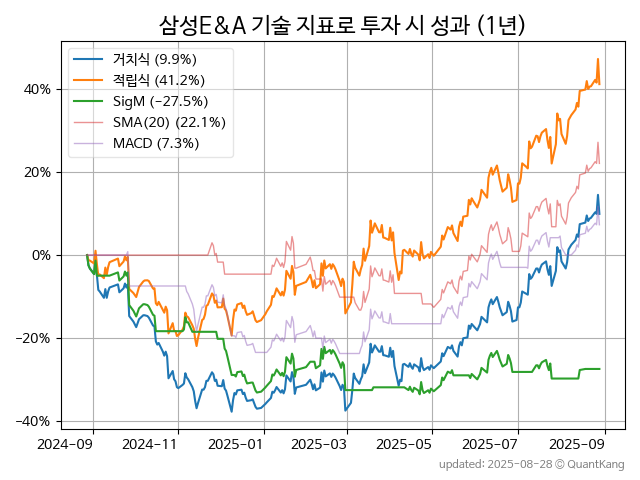 삼성E&A 기술 지표로 투자 시 성과 (1년)
거치식 (9.9%)
적립식 (41.2%)
SigM (−27.5%)
SMA(20) (22.1%)
MACD (7.3%)
40%
20%
0%
−20%
−40%
2024-09 2024-11 2025-01 2025-03 2025-05 2025-07 2025-09
updated: 2025-08-28 © QuantKang